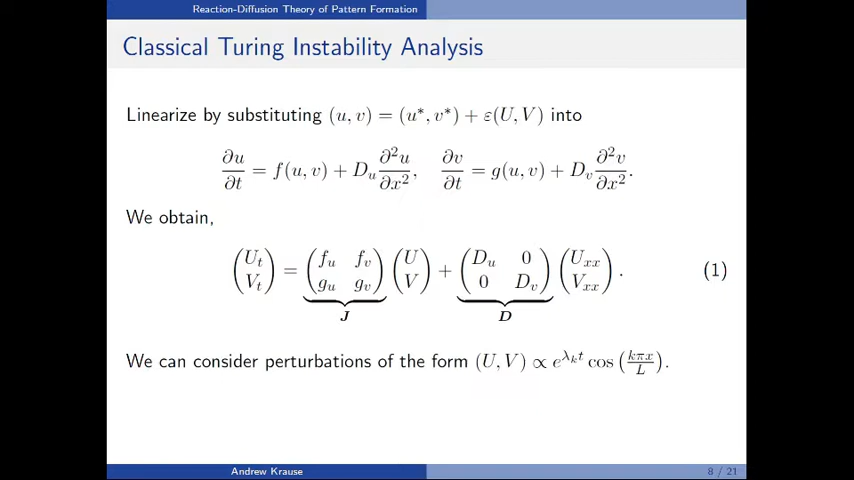 Reaction-Diffusion Theory of Pattern Formation
Classical Turing Instability Analysis
Linearize by substituting (u, v) = (u*, v*) + ε(U, V) into
∂u/∂t = f(u, v) + D_u ∂²u/∂x², ∂v/∂t = g(u, v) + D_v ∂²v/∂x².
We obtain,
(U_t V_t) = (f_u f_v g_u g_v) (U V) + (D_u 0 0 D_v) (U_xx V_xx). (1)
J D
We can consider perturbations of the form (U, V) ∝ e^{λ_k t} cos (kπx/L).
Andrew Krause 8 / 21